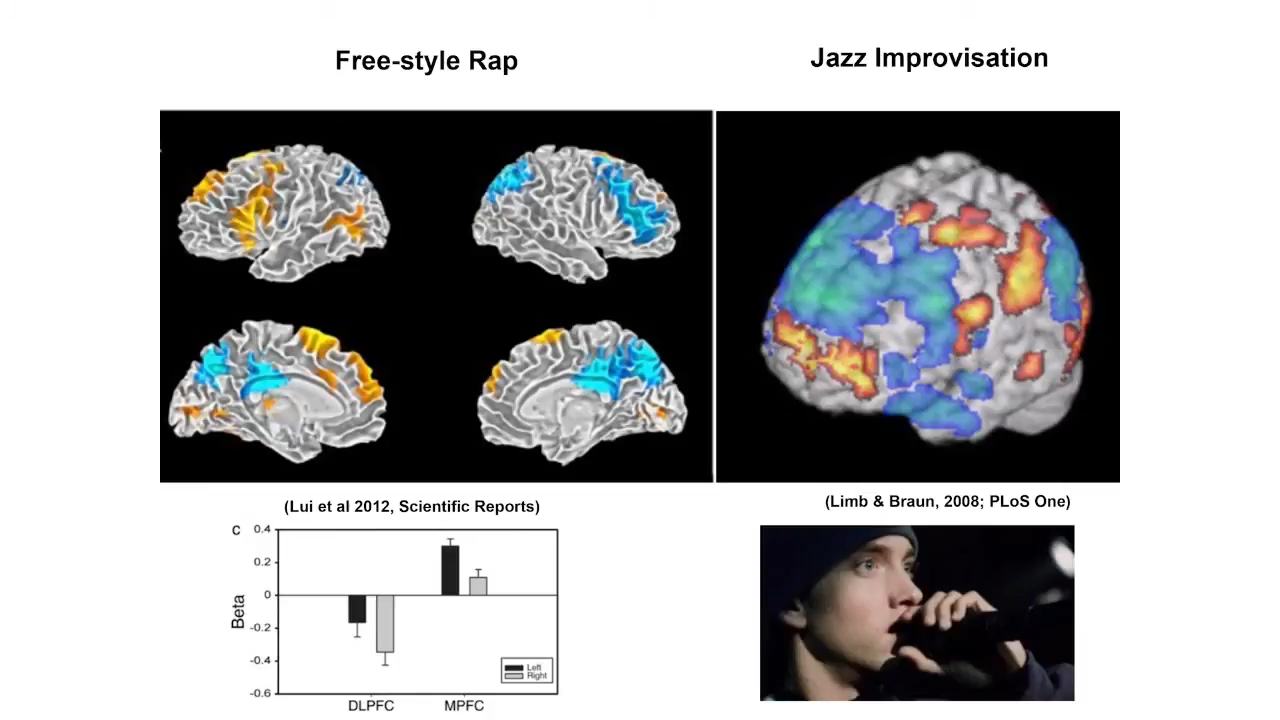 Free-style Rap
Jazz Improvisation
(Lui et al 2012, Scientific Reports)
(Limb & Braun, 2008; PLoS One)
C
Beta
0.4
0.2
0
-0.2
-0.4
-0.6
Left
Right
DLPFC
MPFC